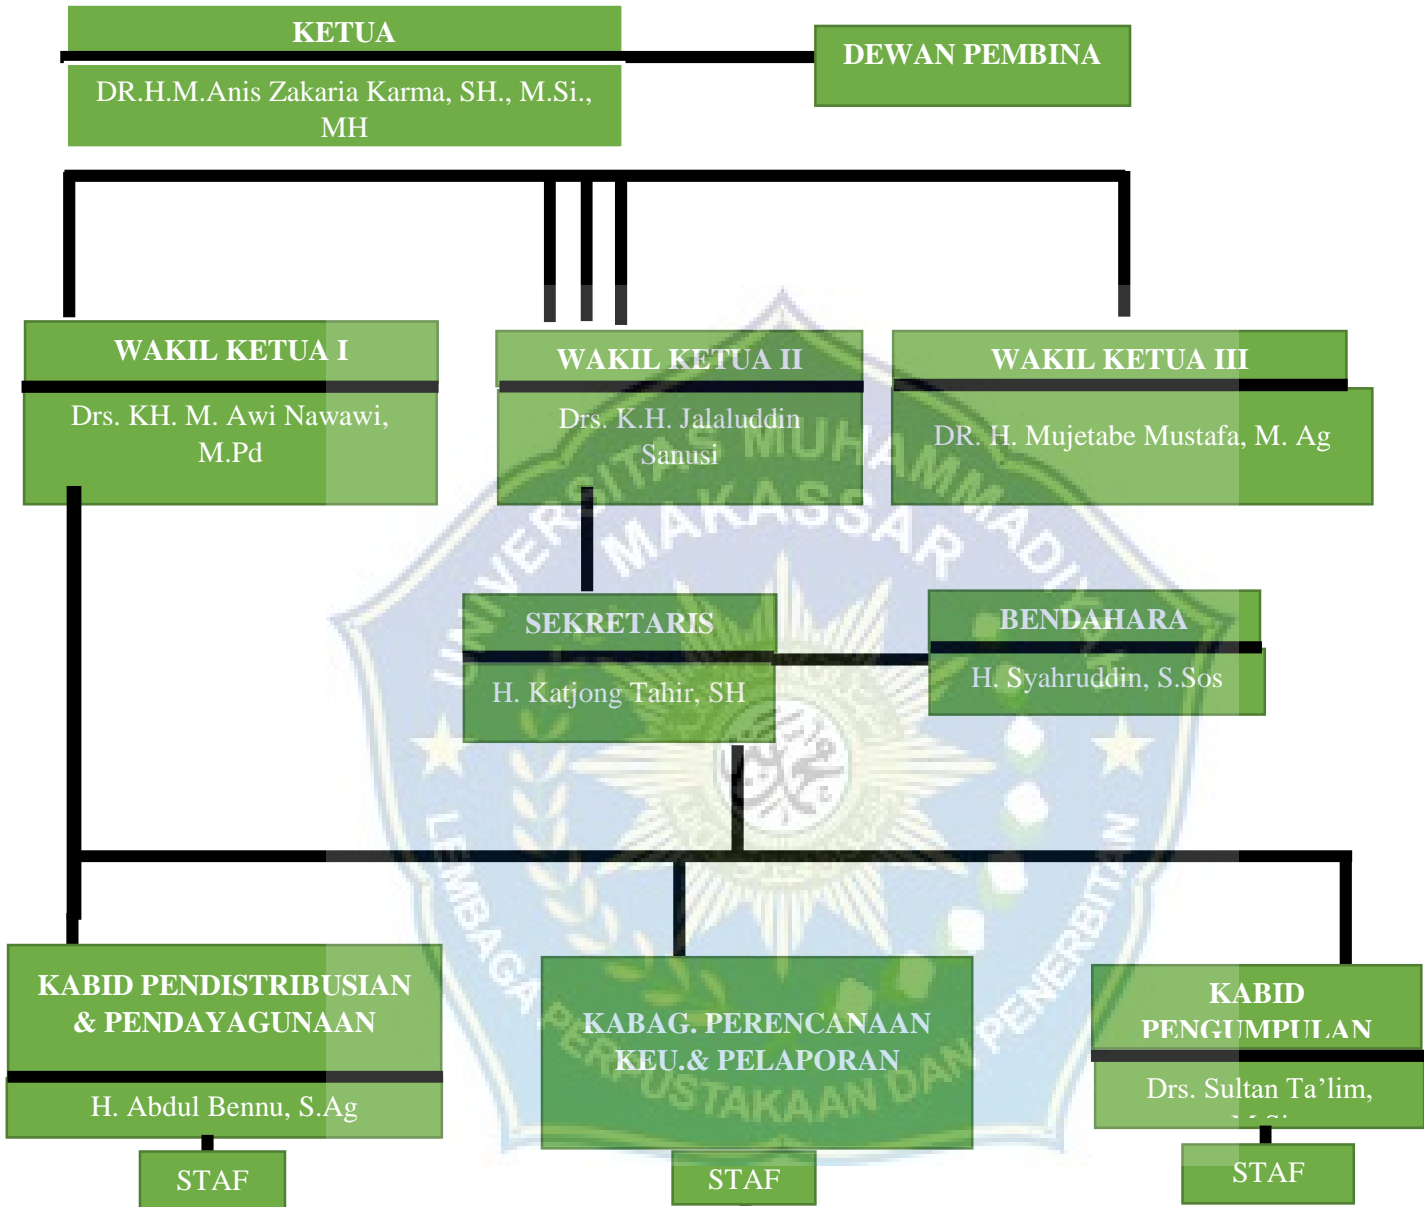 KETUA
DR.H.M.Anis Zakaria Karma, SH., M.Si.,
MH
DEWAN PEMBINA
WAKIL KETUA I
Drs. KH. M. Awi Nawawi,
M.Pd
WAKIL KETUA II
Drs. K.H. Jalaluddin
Sanusi
WAKIL KETUA III
DR. H. Mujetabe Mustafa, M. Ag
UNIVERSITAS MUHAMMADIYAH
MAKASSAR
SEKRETARIS
H. Katjong Tahir, SH
BENDAHARA
H. Syahruddin, S.Sos
KABID PENDISTRIBUSIAN
& PENDAYAGUNAAN
H. Abdul Bennu, S.Ag
STAF
KABAG. PERENCANAAN
KEU.& PELAPORAN
STAF
KABID
PENGUMPULAN
Drs. Sultan Ta’lim,
STAF
LEMBAGA PERPUSTAKAAN DAN PENERBITAN